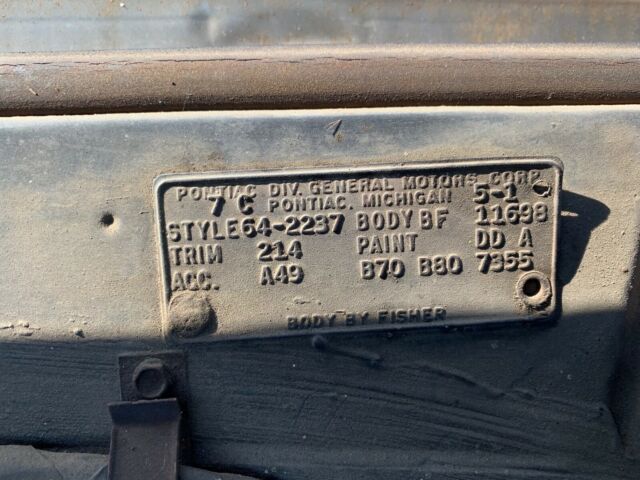 PONTIAC DIV. GENERAL MOTORS CORP.
7 C PONTIAC. MICHIGAN 5-1
STYLE 64-2237 BODY BF 11698
TRIM 214 PAINT DD A
ACC. A49 B70 B80 7355
BODY BY FISHER